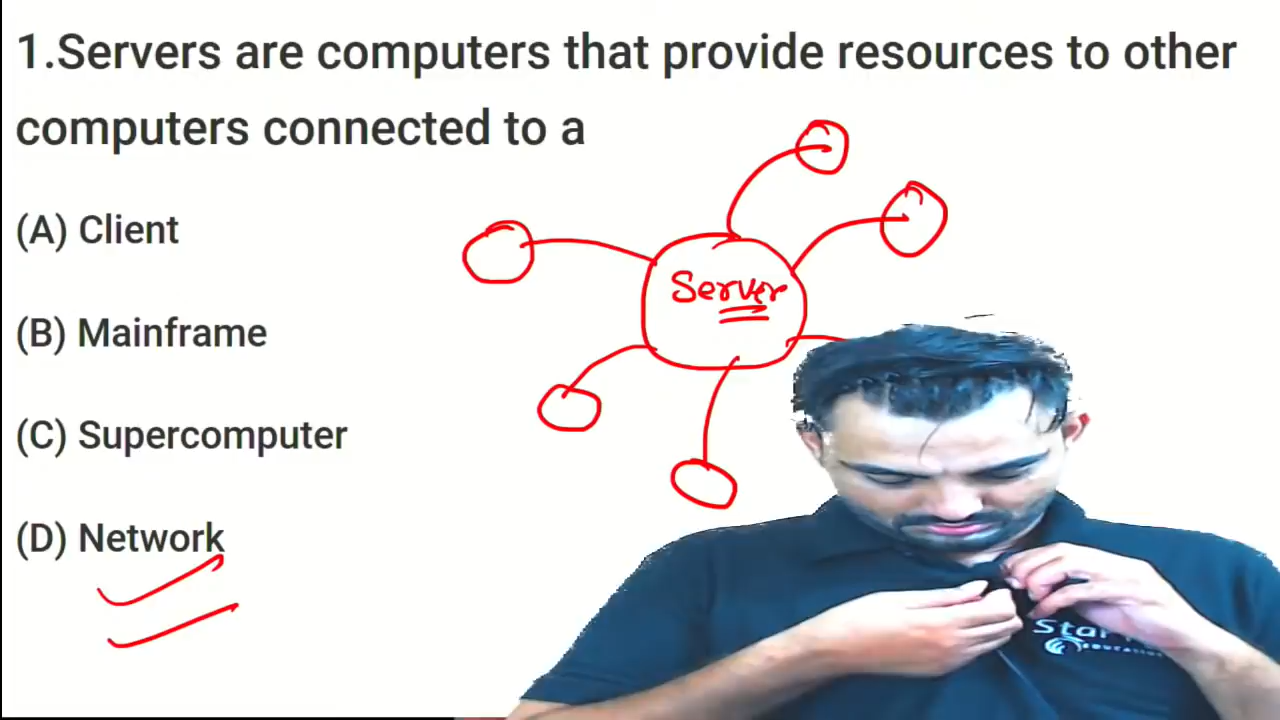 1.Servers are computers that provide resources to other
computers connected to a
(A) Client
(B) Mainframe
(C) Supercomputer
(D) Network
Server